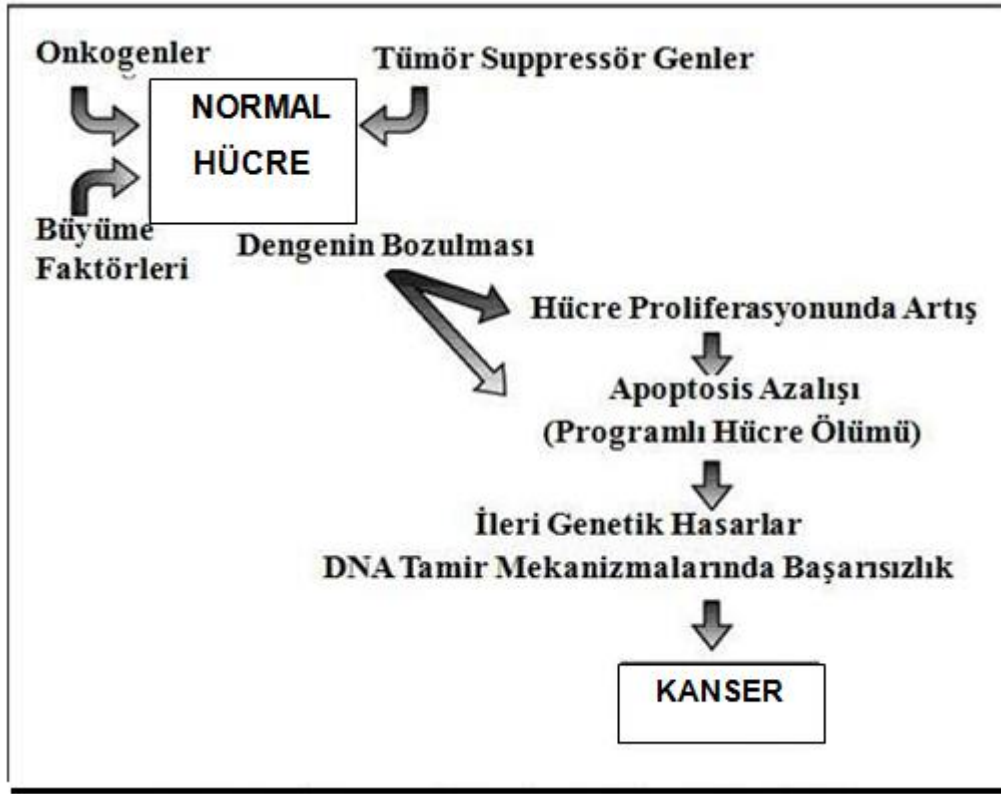 Onkogenler
Tümör Suppressör Genler
NORMAL
HÜCRE
Büyüme
Faktörleri
Dengenin Bozulması
Hücre Proliferasyonunda Artış
Apoptosis Azalışı
(Programlı Hücre Ölümü)
İleri Genetik Hasarlar
DNA Tamir Mekanizmalarında Başarısızlık
KANSER